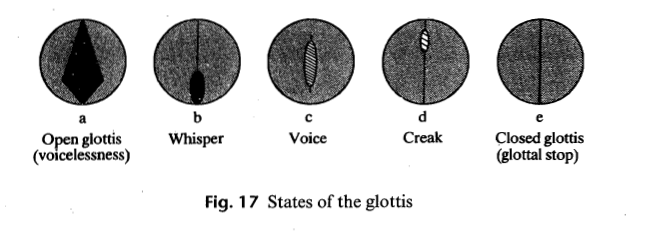 a b c d e
Open glottis Whisper Voice Creak Closed glottis
(voicelessness) (glottal stop)
Fig. 17 States of the glottis